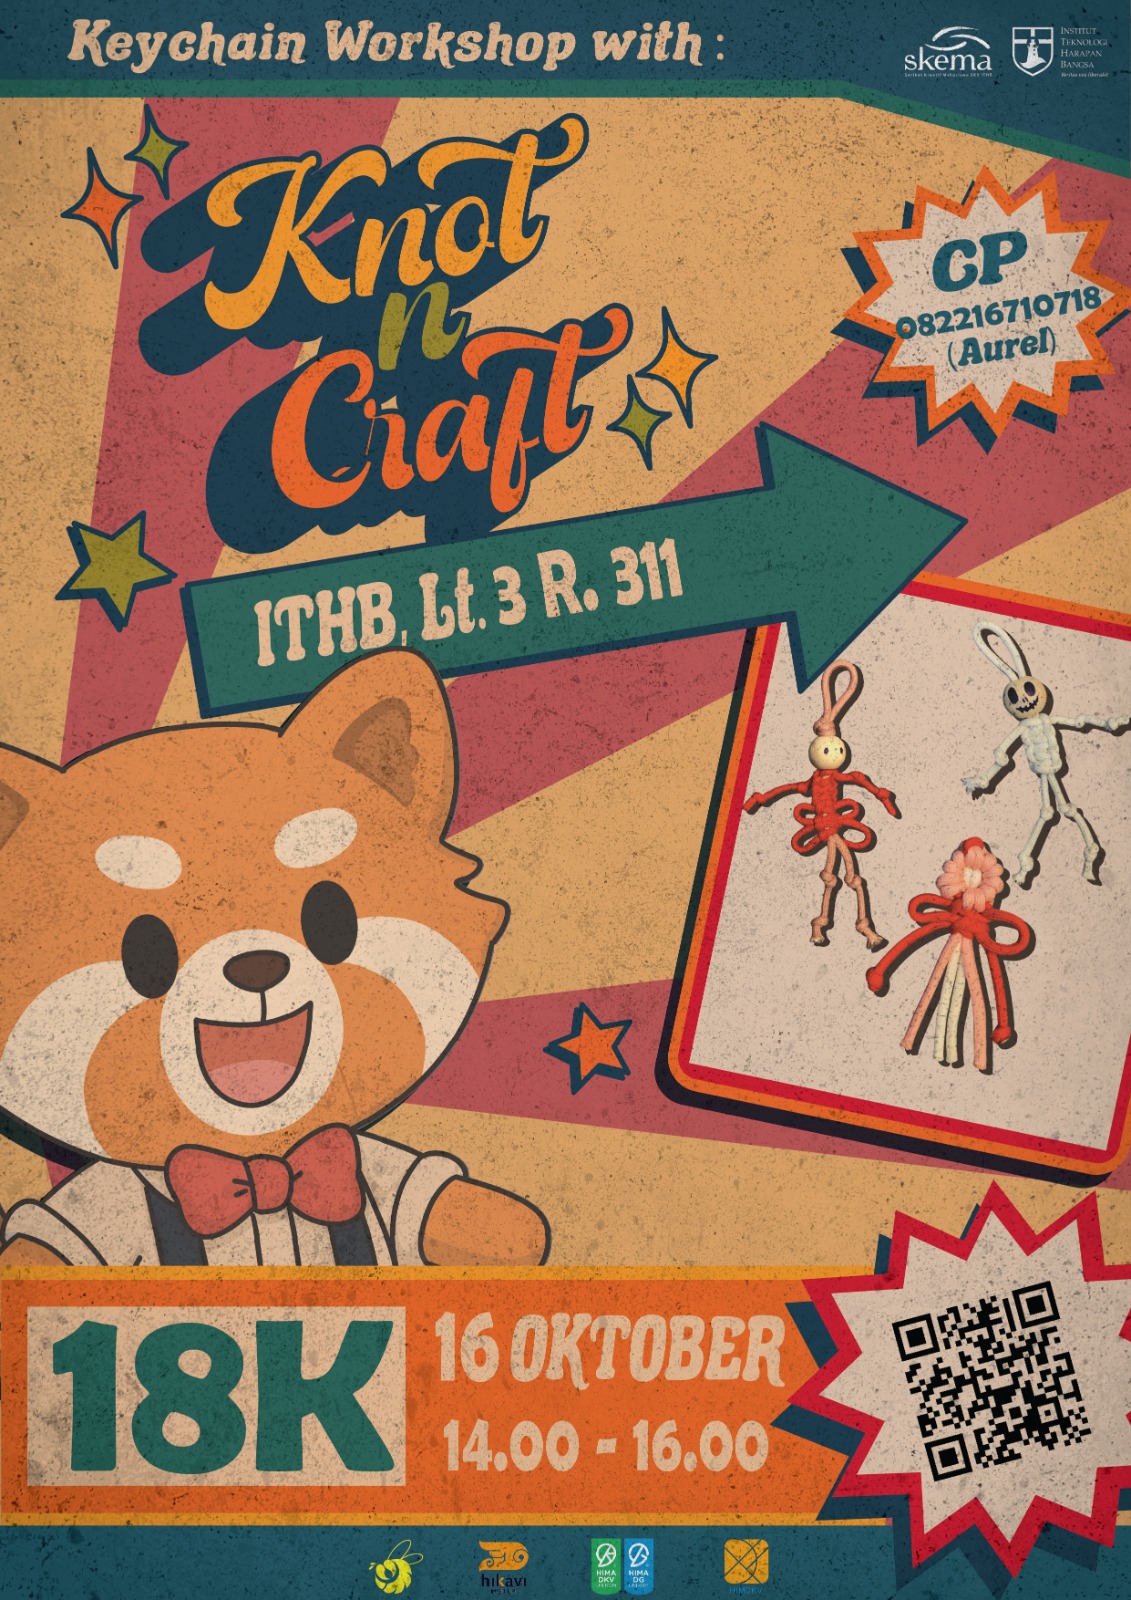 Keychain Workshop with :
skema
INSTITUT
TEKNOLOGI
HARAPAN
BANGSA
Knot
n
Craft
CP
082216710718
(Aurel)
ITHB, Lt. 3 R. 311
18K
16 OKTOBER
14.00 - 16.00
hikavi
HIMA
DKV
HIMA
DG